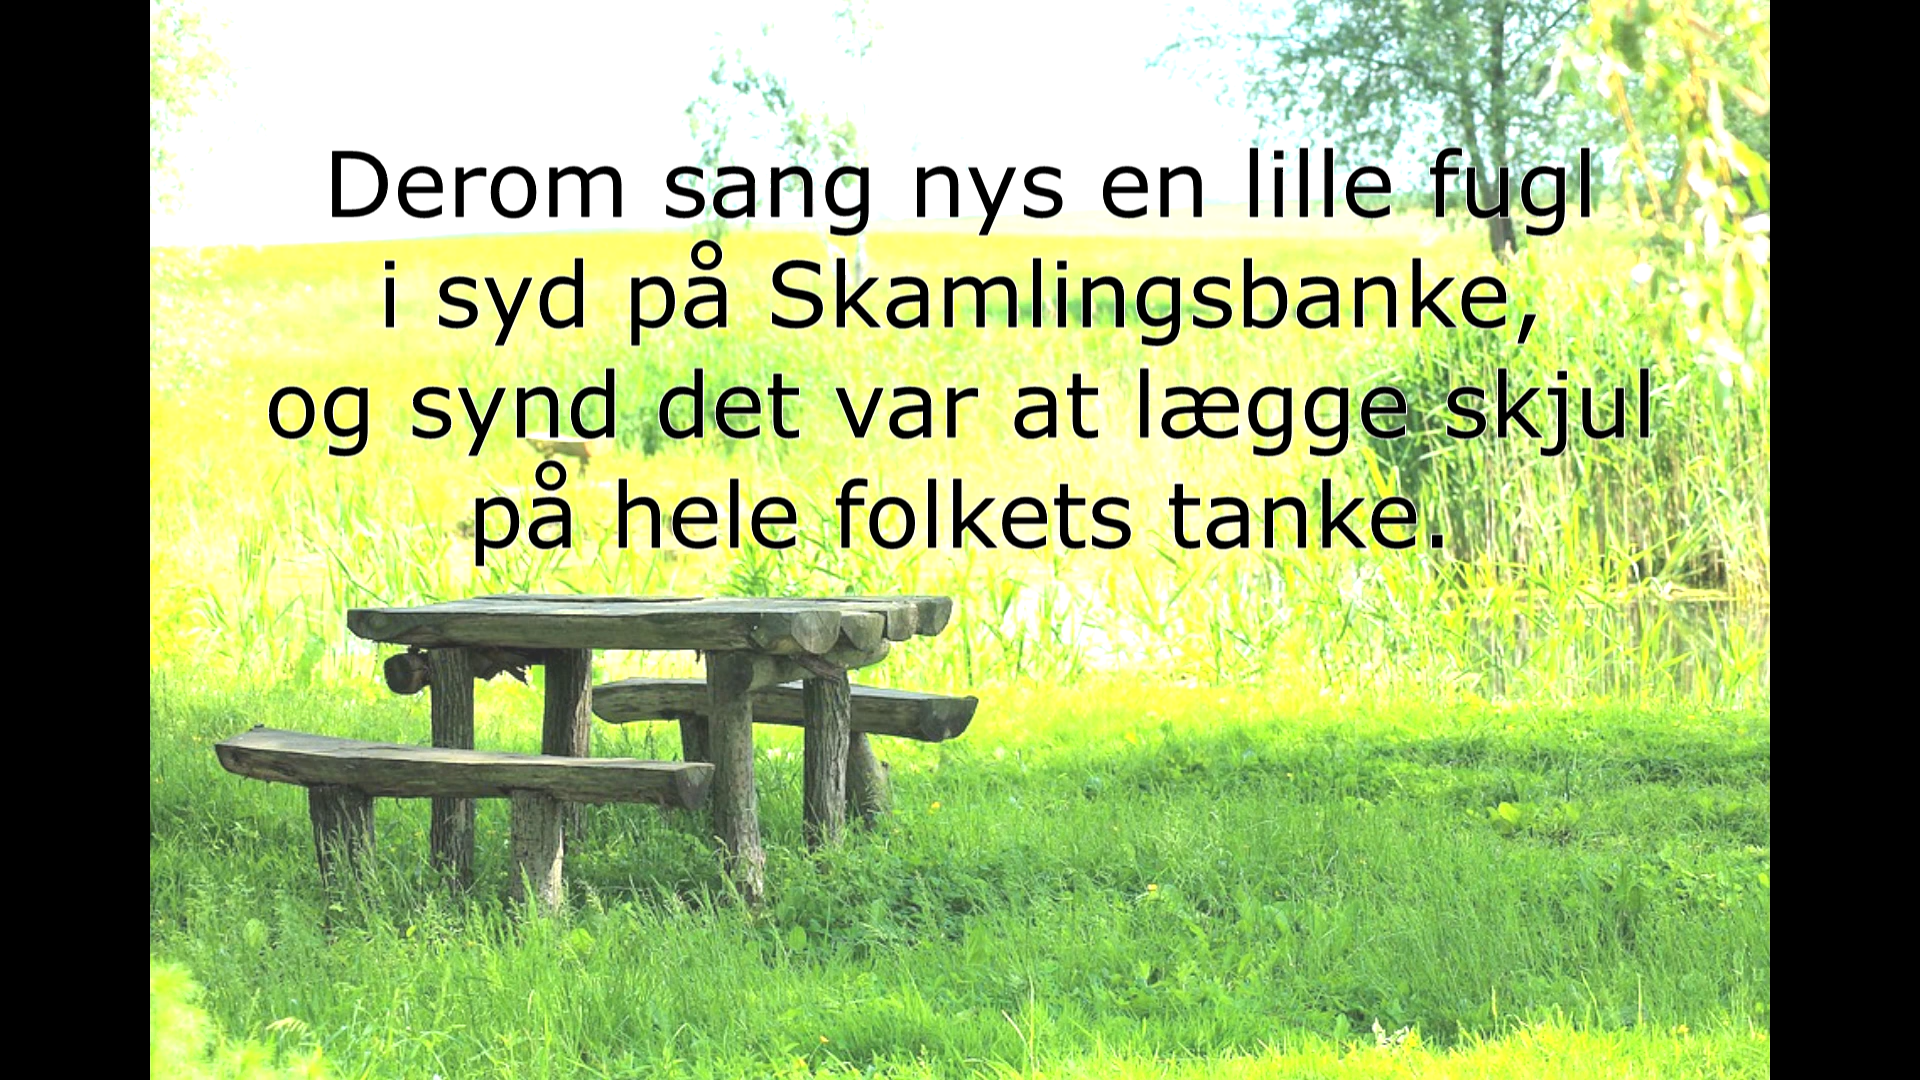 Derom sang nys en lille fugl
i syd på Skamlingsbanke,
og synd det var at lægge skjul
på hele folkets tanke.